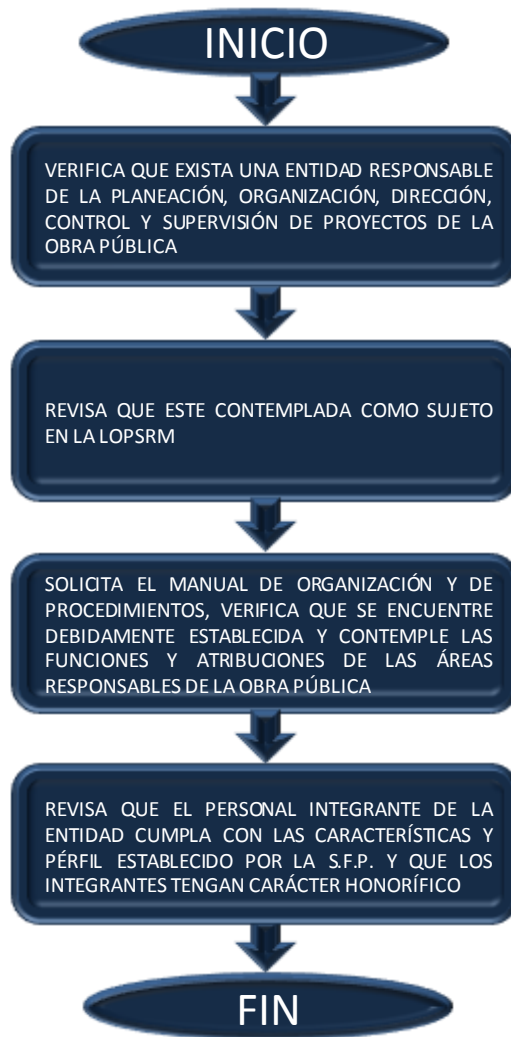 INICIO
VERIFICA QUE EXISTA UNA ENTIDAD RESPONSABLE
DE LA PLANEACIÓN, ORGANIZACIÓN, DIRECCIÓN,
CONTROL Y SUPERVISIÓN DE PROYECTOS DE LA
OBRA PÚBLICA
REVISA QUE ESTE CONTEMPLADA COMO SUJETO
EN LA LOPSRM
SOLICITA EL MANUAL DE ORGANIZACIÓN Y DE
PROCEDIMIENTOS, VERIFICA QUE SE ENCUENTRE
DEBIDAMENTE ESTABLECIDA Y CONTEMPLE LAS
FUNCIONES Y ATRIBUCIONES DE LAS ÁREAS
RESPONSABLES DE LA OBRA PÚBLICA
REVISA QUE EL PERSONAL INTEGRANTE DE LA
ENTIDAD CUMPLA CON LAS CARACTERÍSTICAS Y
PÉRFIL ESTABLECIDO POR LA S.F.P. Y QUE LOS
INTEGRANTES TENGAN CARÁCTER HONORÍFICO
FIN